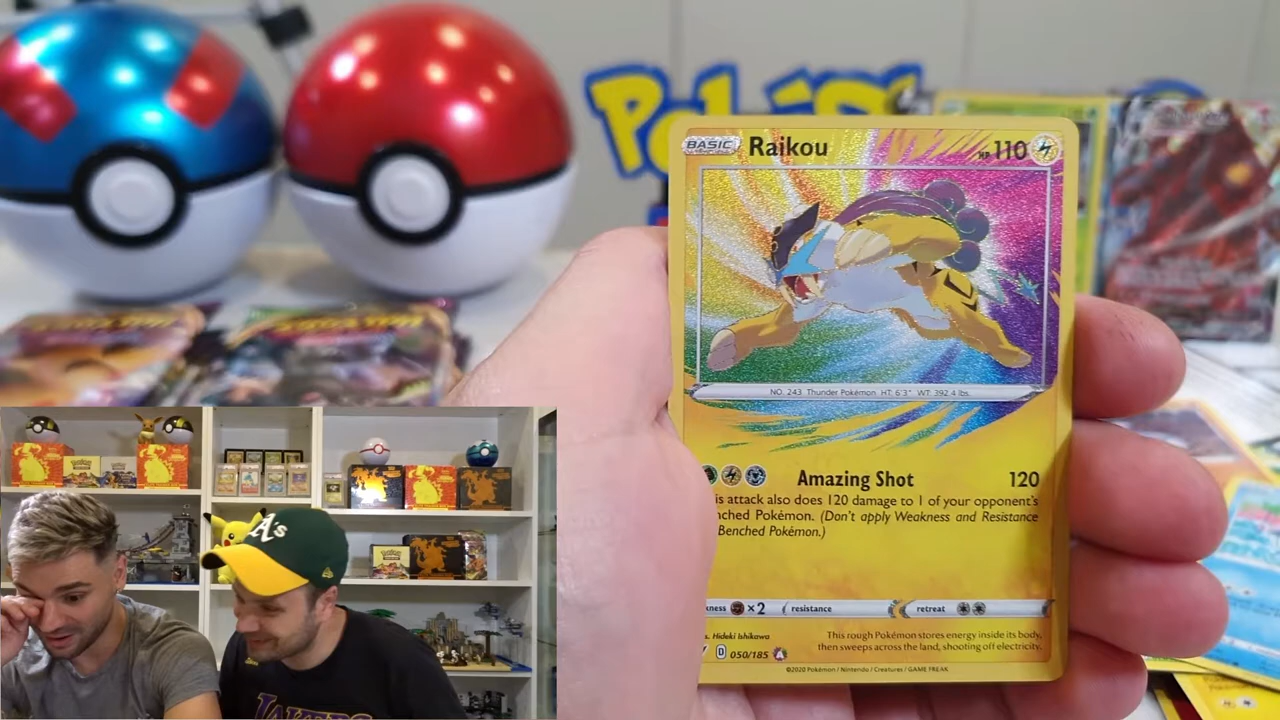 Poké
BASIC Raikou HP 110
NO. 243 Thunder Pokémon HT: 6'3" WT: 392.4 lbs.
Amazing Shot 120
is attack also does 120 damage to 1 of your opponent's
nched Pokémon. (Don't apply Weakness and Resistance
Benched Pokémon.)
kness ×2 resistance retreat
s. Hideki Ishikawa
This rough Pokémon stores energy inside its body,
then sweeps across the land, shooting off electricity.
D 050/185 A
©2020 Pokémon / Nintendo / Creatures / GAME FREAK
A's
LAKERS